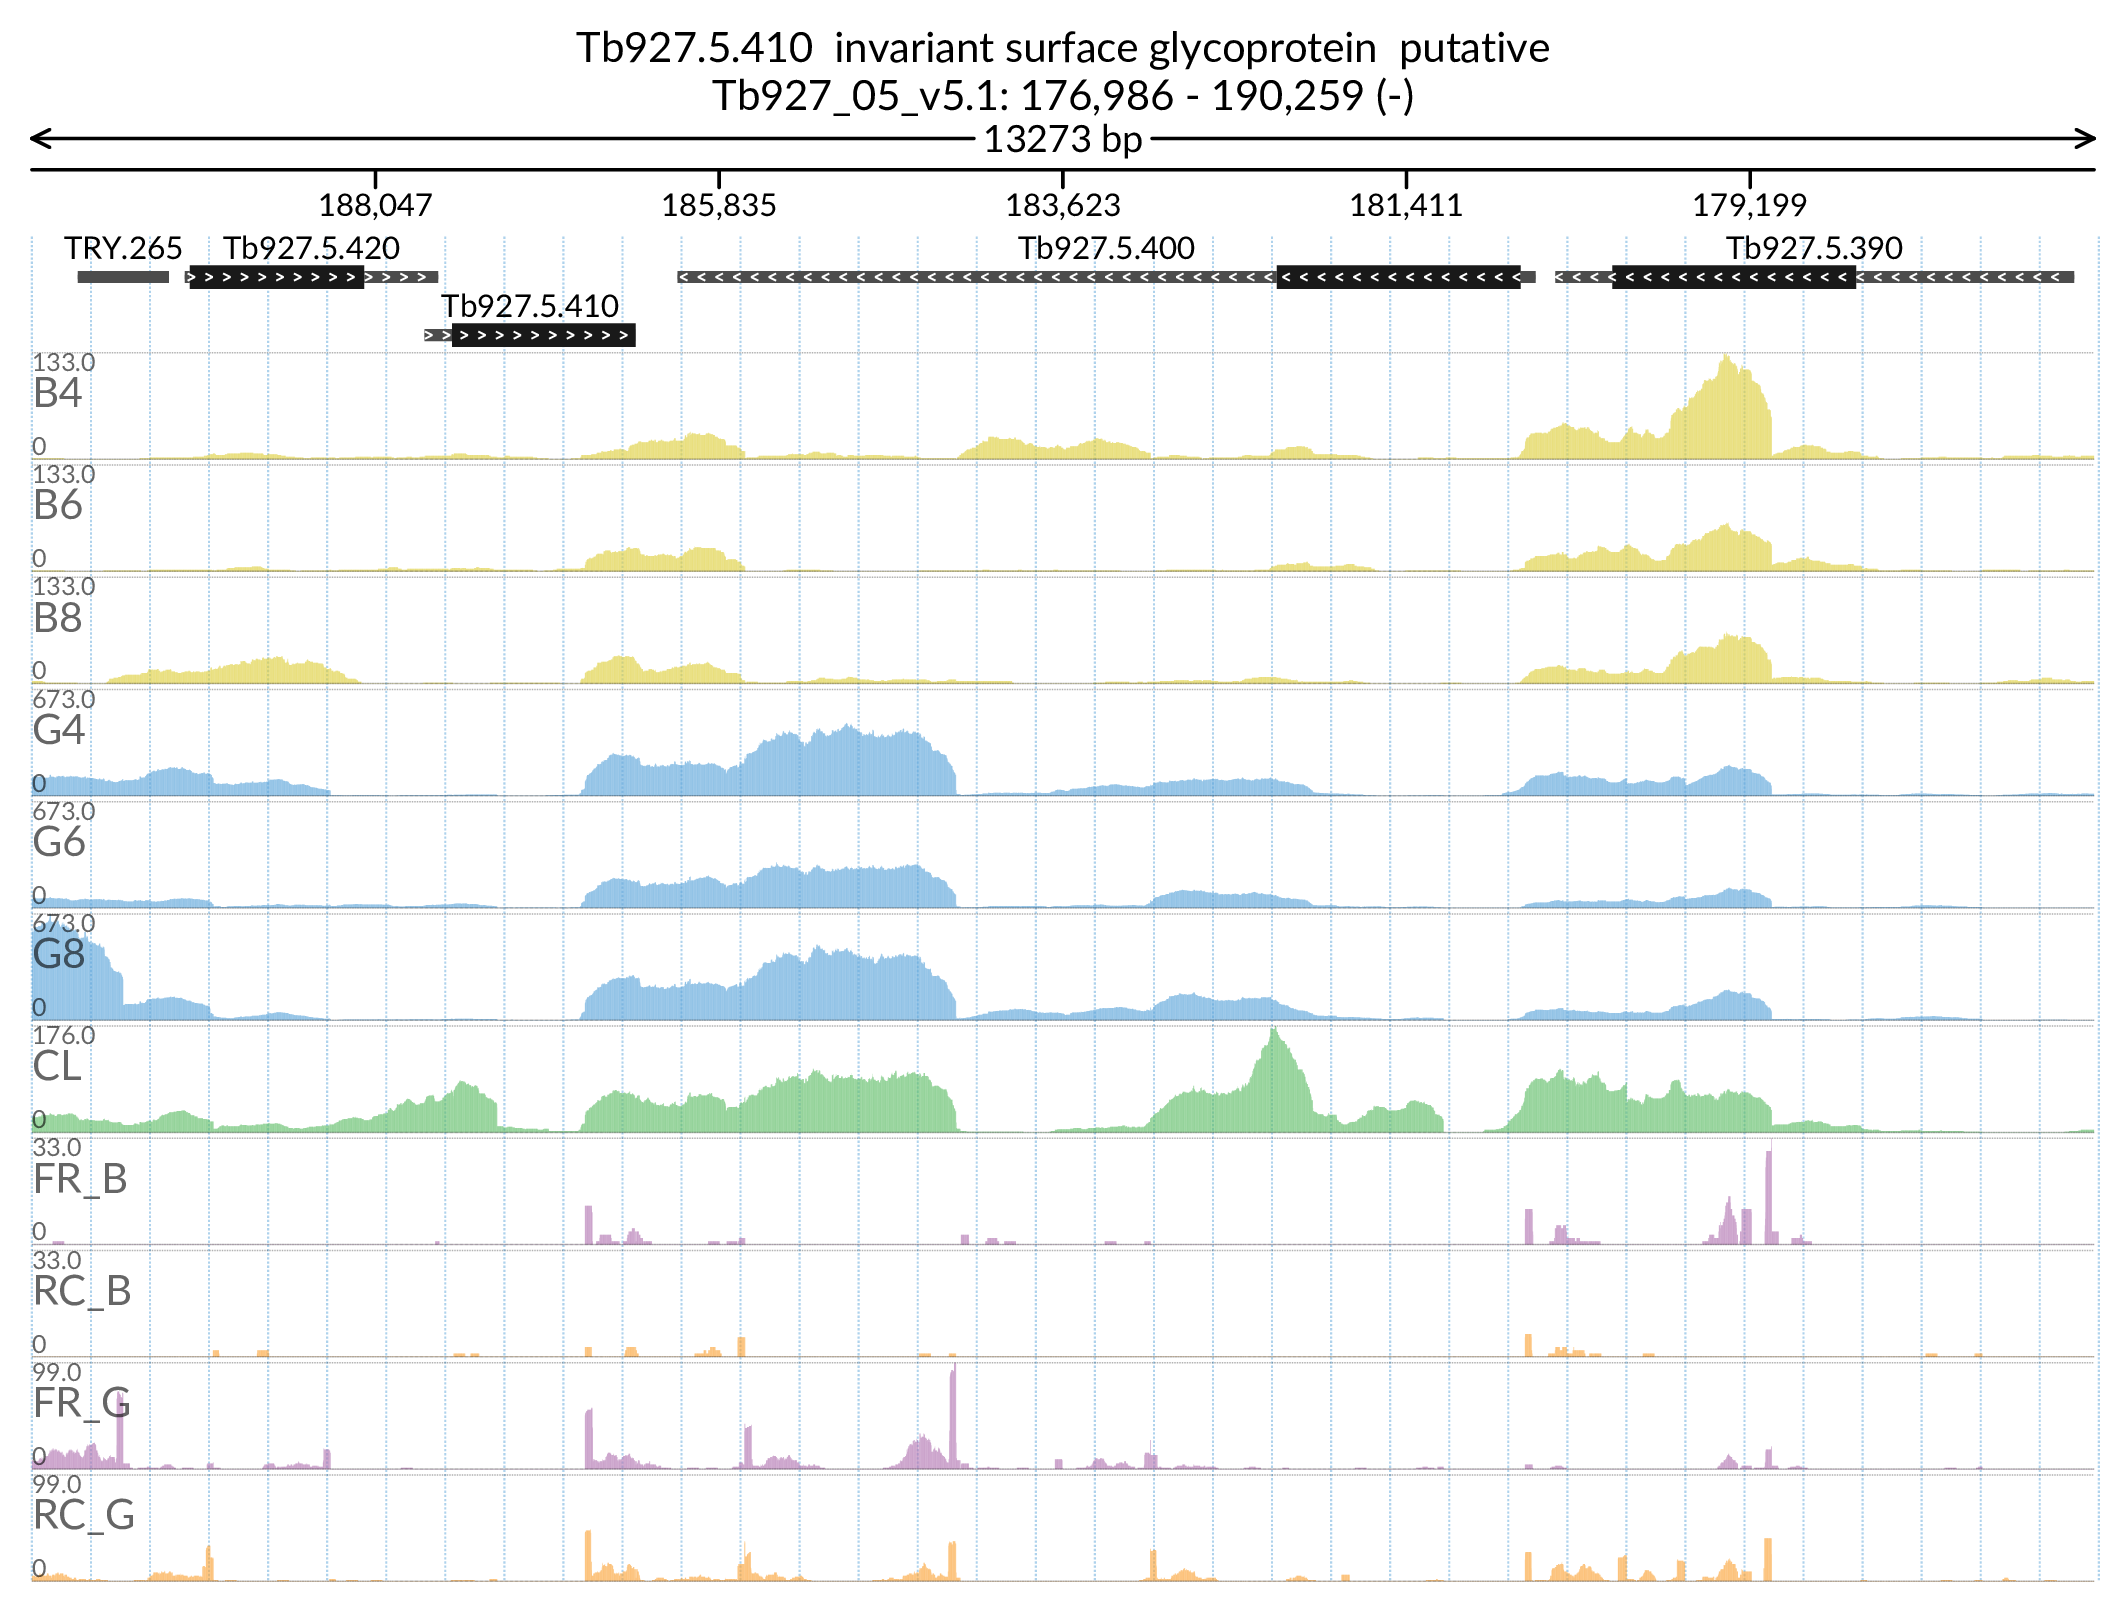 Tb927.5.410  invariant surface glycoprotein  putative
Tb927_05_v5.1: 176,986 - 190,259 (-)
13273 bp
188,047 185,835 183,623 181,411 179,199
TRY.265 Tb927.5.420 Tb927.5.400 Tb927.5.390
Tb927.5.410
133.0
B4
0
133.0
B6
0
133.0
B8
0
673.0
G4
0
673.0
G6
0
673.0
G8
0
176.0
CL
0
33.0
FR_B
0
33.0
RC_B
0
99.0
FR_G
0
99.0
RC_G
0